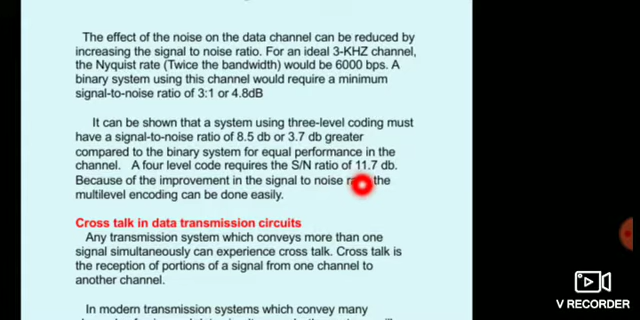 The effect of the noise on the data channel can be reduced by
increasing the signal to noise ratio. For an ideal 3-KHZ channel,
the Nyquist rate (Twice the bandwidth) would be 6000 bps. A
binary system using this channel would require a minimum
signal-to-noise ratio of 3:1 or 4.8dB
It can be shown that a system using three-level coding must
have a signal-to-noise ratio of 8.5 db or 3.7 db greater
compared to the binary system for equal performance in the
channel. A four level code requires the S/N ratio of 11.7 db.
Because of the improvement in the signal to noise the
multilevel encoding can be done easily.
Cross talk in data transmission circuits
Any transmission system which conveys more than one
signal simultaneously can experience cross talk. Cross talk is
the reception of portions of a signal from one channel to
another channel.
In modern transmission systems which convey many
V RECORDER